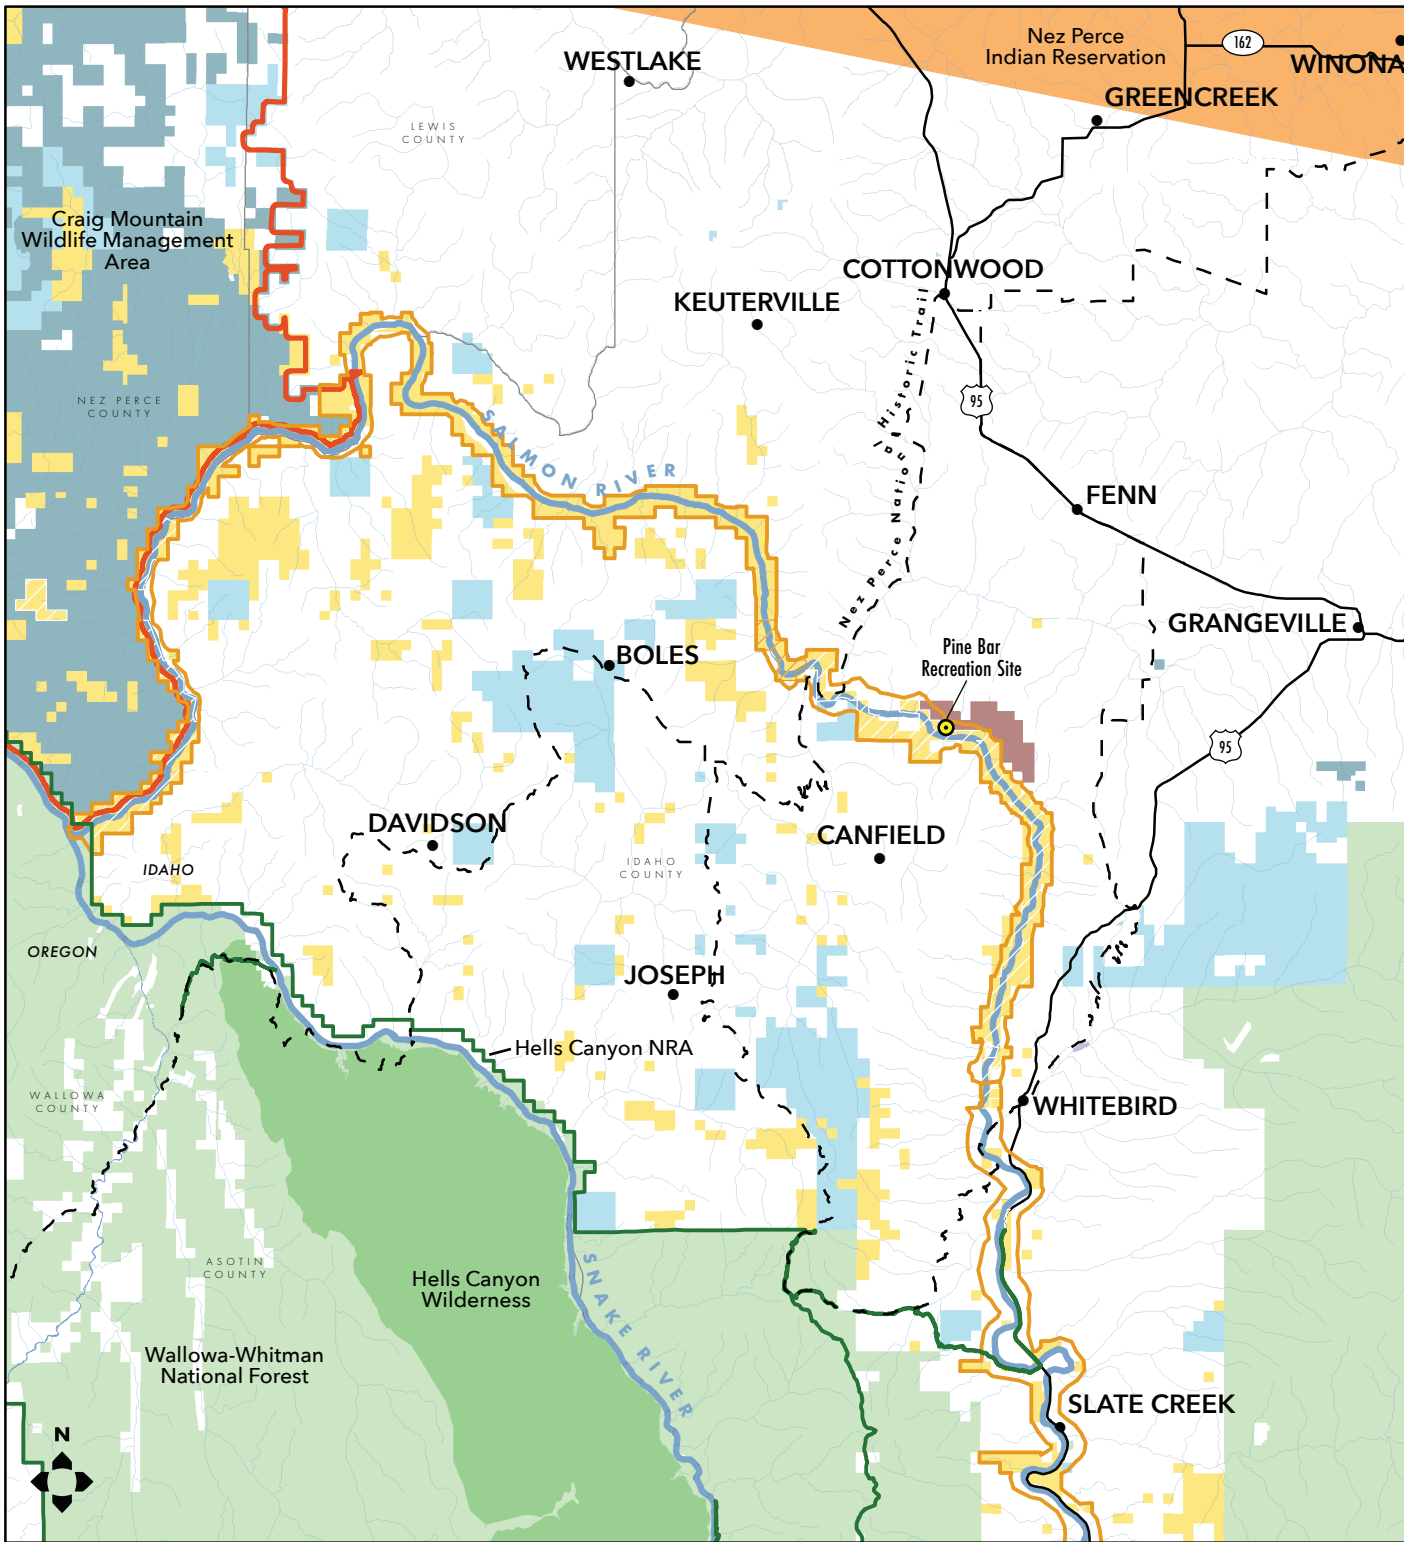 Nez Perce
Indian Reservation
162
WINONA
WESTLAKE
GREENCREEK
LEWIS
COUNTY
Craig Mountain
Wildlife Management
Area
COTTONWOOD
KEUTERVILLE
NEZ PERCE
COUNTY
95
SALMON RIVER
Nez Perce National Historic Trail
FENN
GRANGEVILLE
BOLES
Pine Bar
Recreation Site
95
DAVIDSON
CANFIELD
IDAHO
COUNTY
IDAHO
OREGON
JOSEPH
Hells Canyon NRA
WALLOWA
COUNTY
WHITEBIRD
ASOTIN
COUNTY
Hells Canyon
Wilderness
SNAKE RIVER
Wallowa-Whitman
National Forest
SLATE CREEK
N